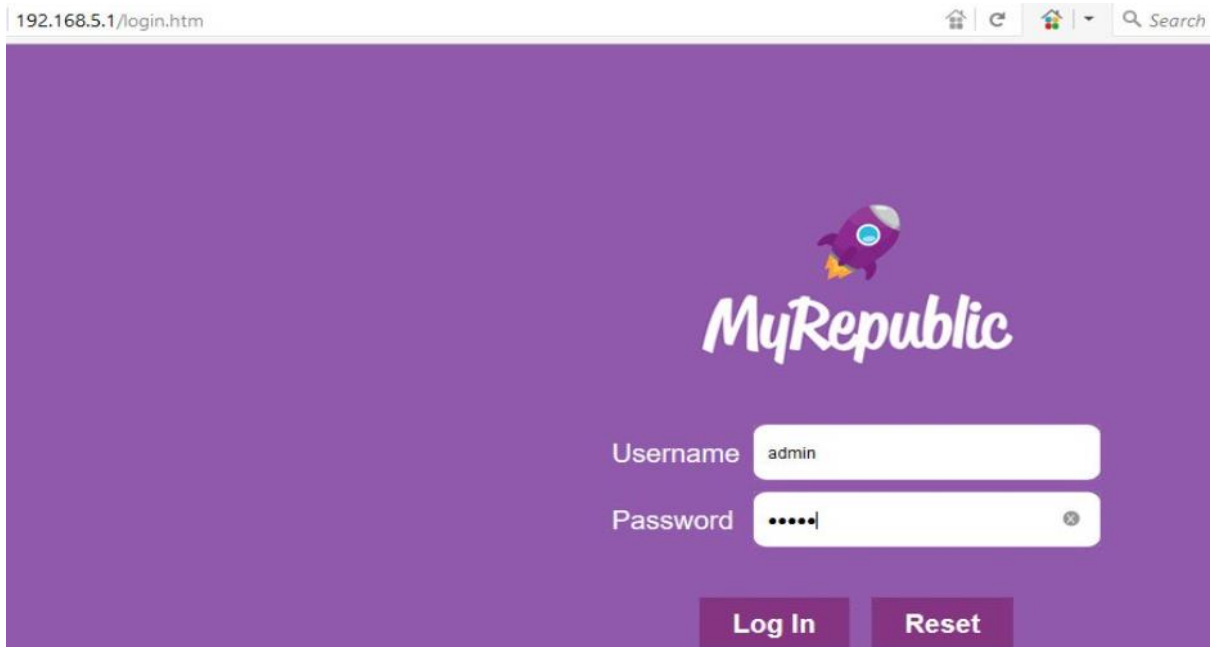 192.168.5.1/login.htm
Search
MyRepublic
Username admin
Password •••••
Log In Reset